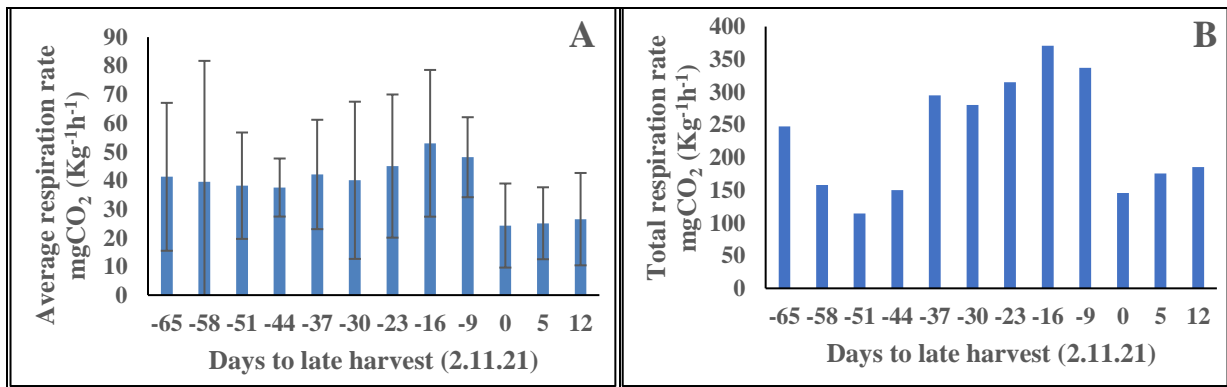 A
Average respiration rate
mgCO₂ (Kg⁻¹h⁻¹)
90
80
70
60
50
40
30
20
10
0
-65 -58 -51 -44 -37 -30 -23 -16 -9 0 5 12
Days to late harvest (2.11.21)
B
Total respiration rate
mgCO₂ (Kg⁻¹h⁻¹)
400
350
300
250
200
150
100
50
0
-65 -58 -51 -44 -37 -30 -23 -16 -9 0 5 12
Days to late harvest (2.11.21)